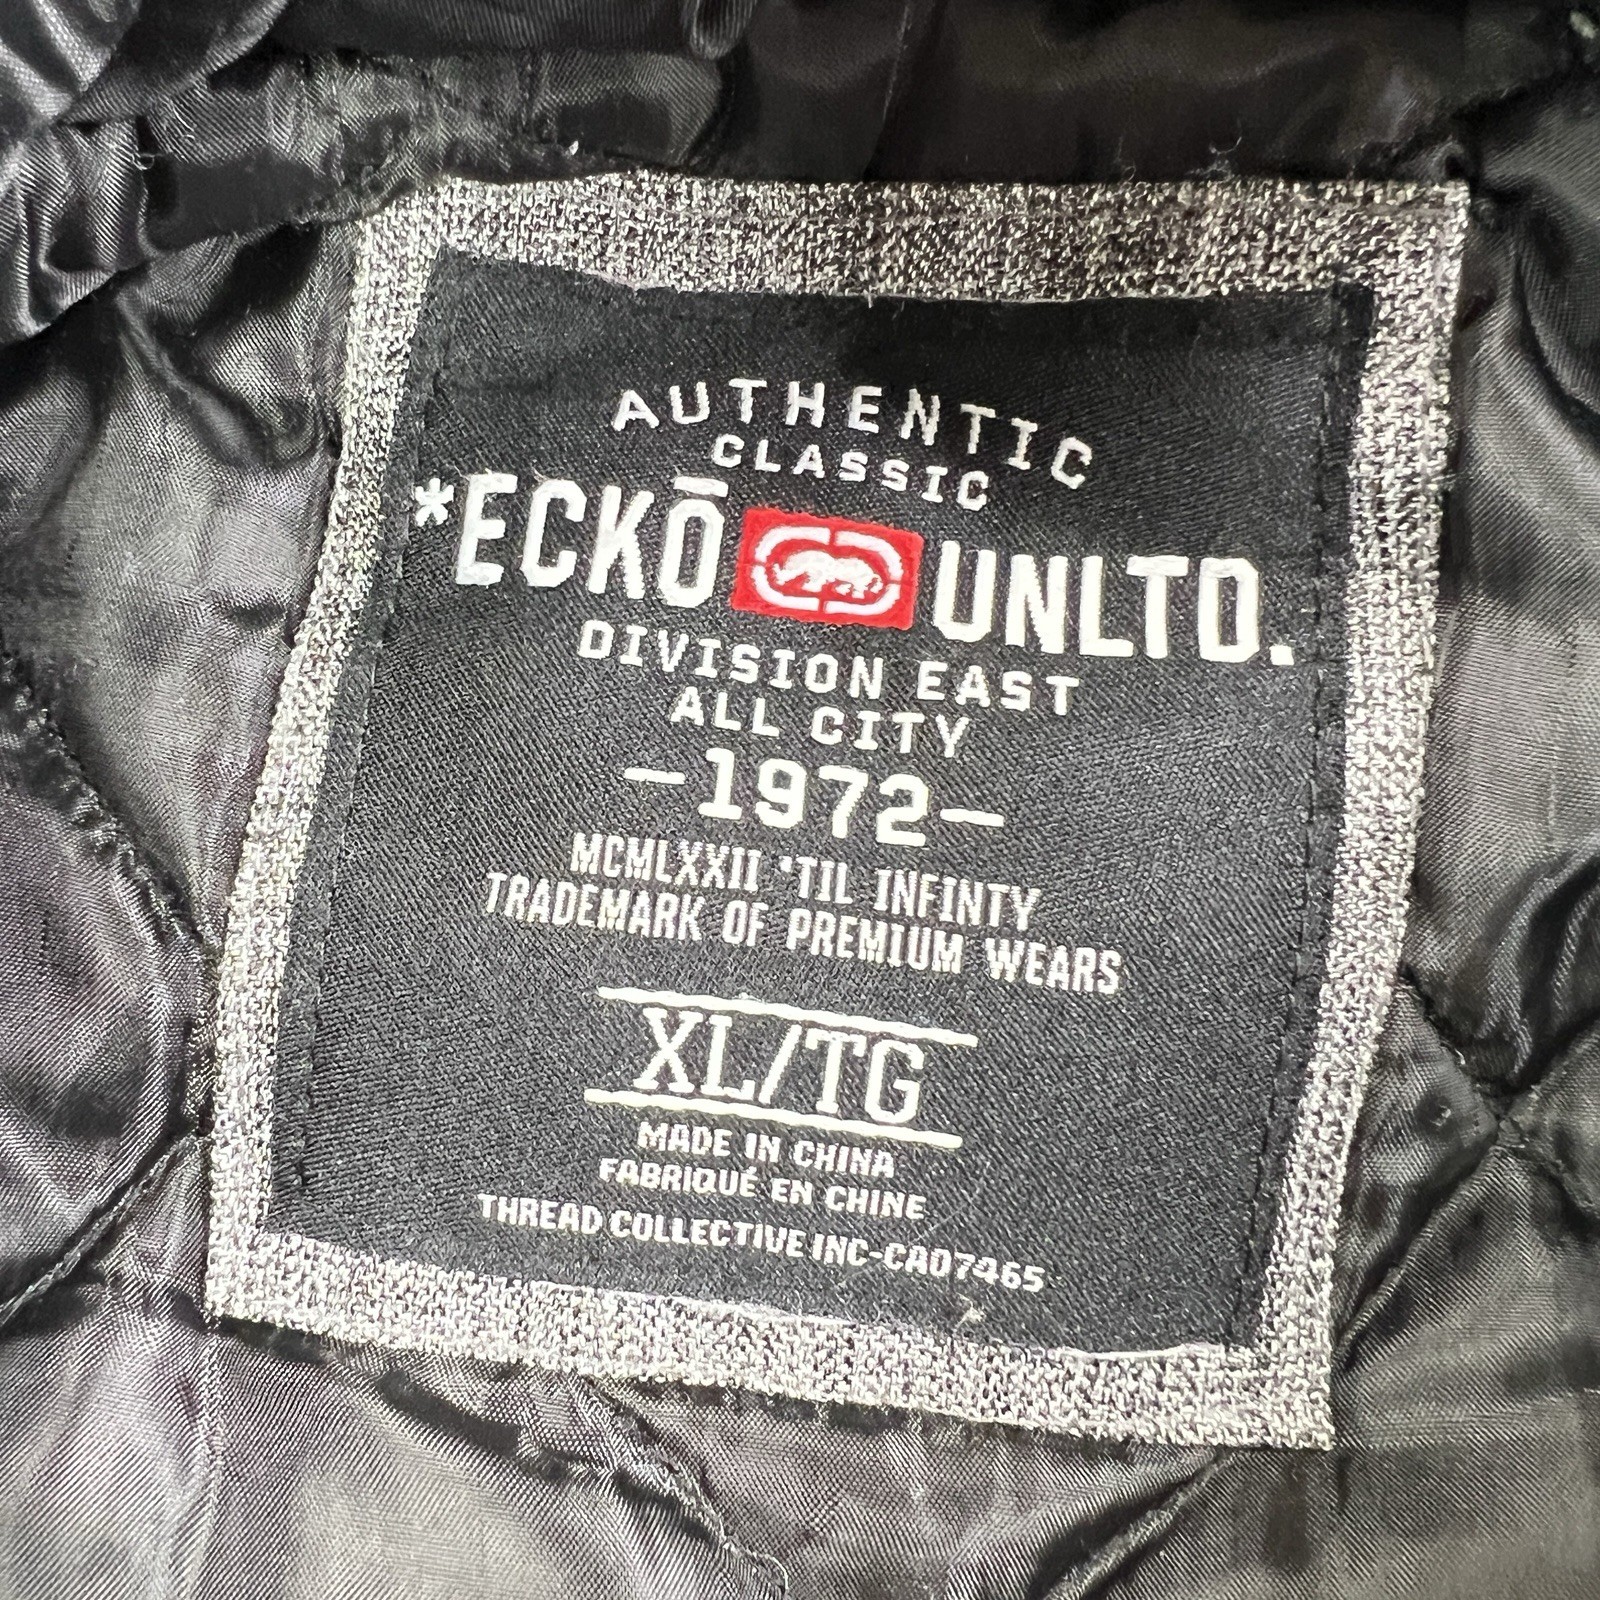 AUTHENTIC
CLASSIC
*ECKŌ UNLTD.
DIVISION EAST
ALL CITY
-1972-
MCMLXXII 'TIL INFINTY
TRADEMARK OF PREMIUM WEARS
XL/TG
MADE IN CHINA
FABRIQUÉ EN CHINE
THREAD COLLECTIVE INC-CA07465